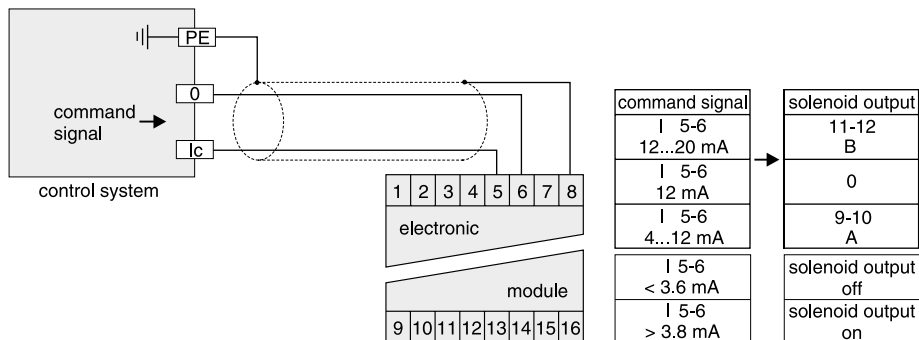 PE
0
command
signal
Ic
control system
1 2 3 4 5 6 7 8
electronic
module
9 10 11 12 13 14 15 16
command signal
I 5-6
12...20 mA
I 5-6
12 mA
I 5-6
4...12 mA
I 5-6
< 3.6 mA
I 5-6
> 3.8 mA
solenoid output
11-12
B
0
9-10
A
solenoid output
off
solenoid output
on